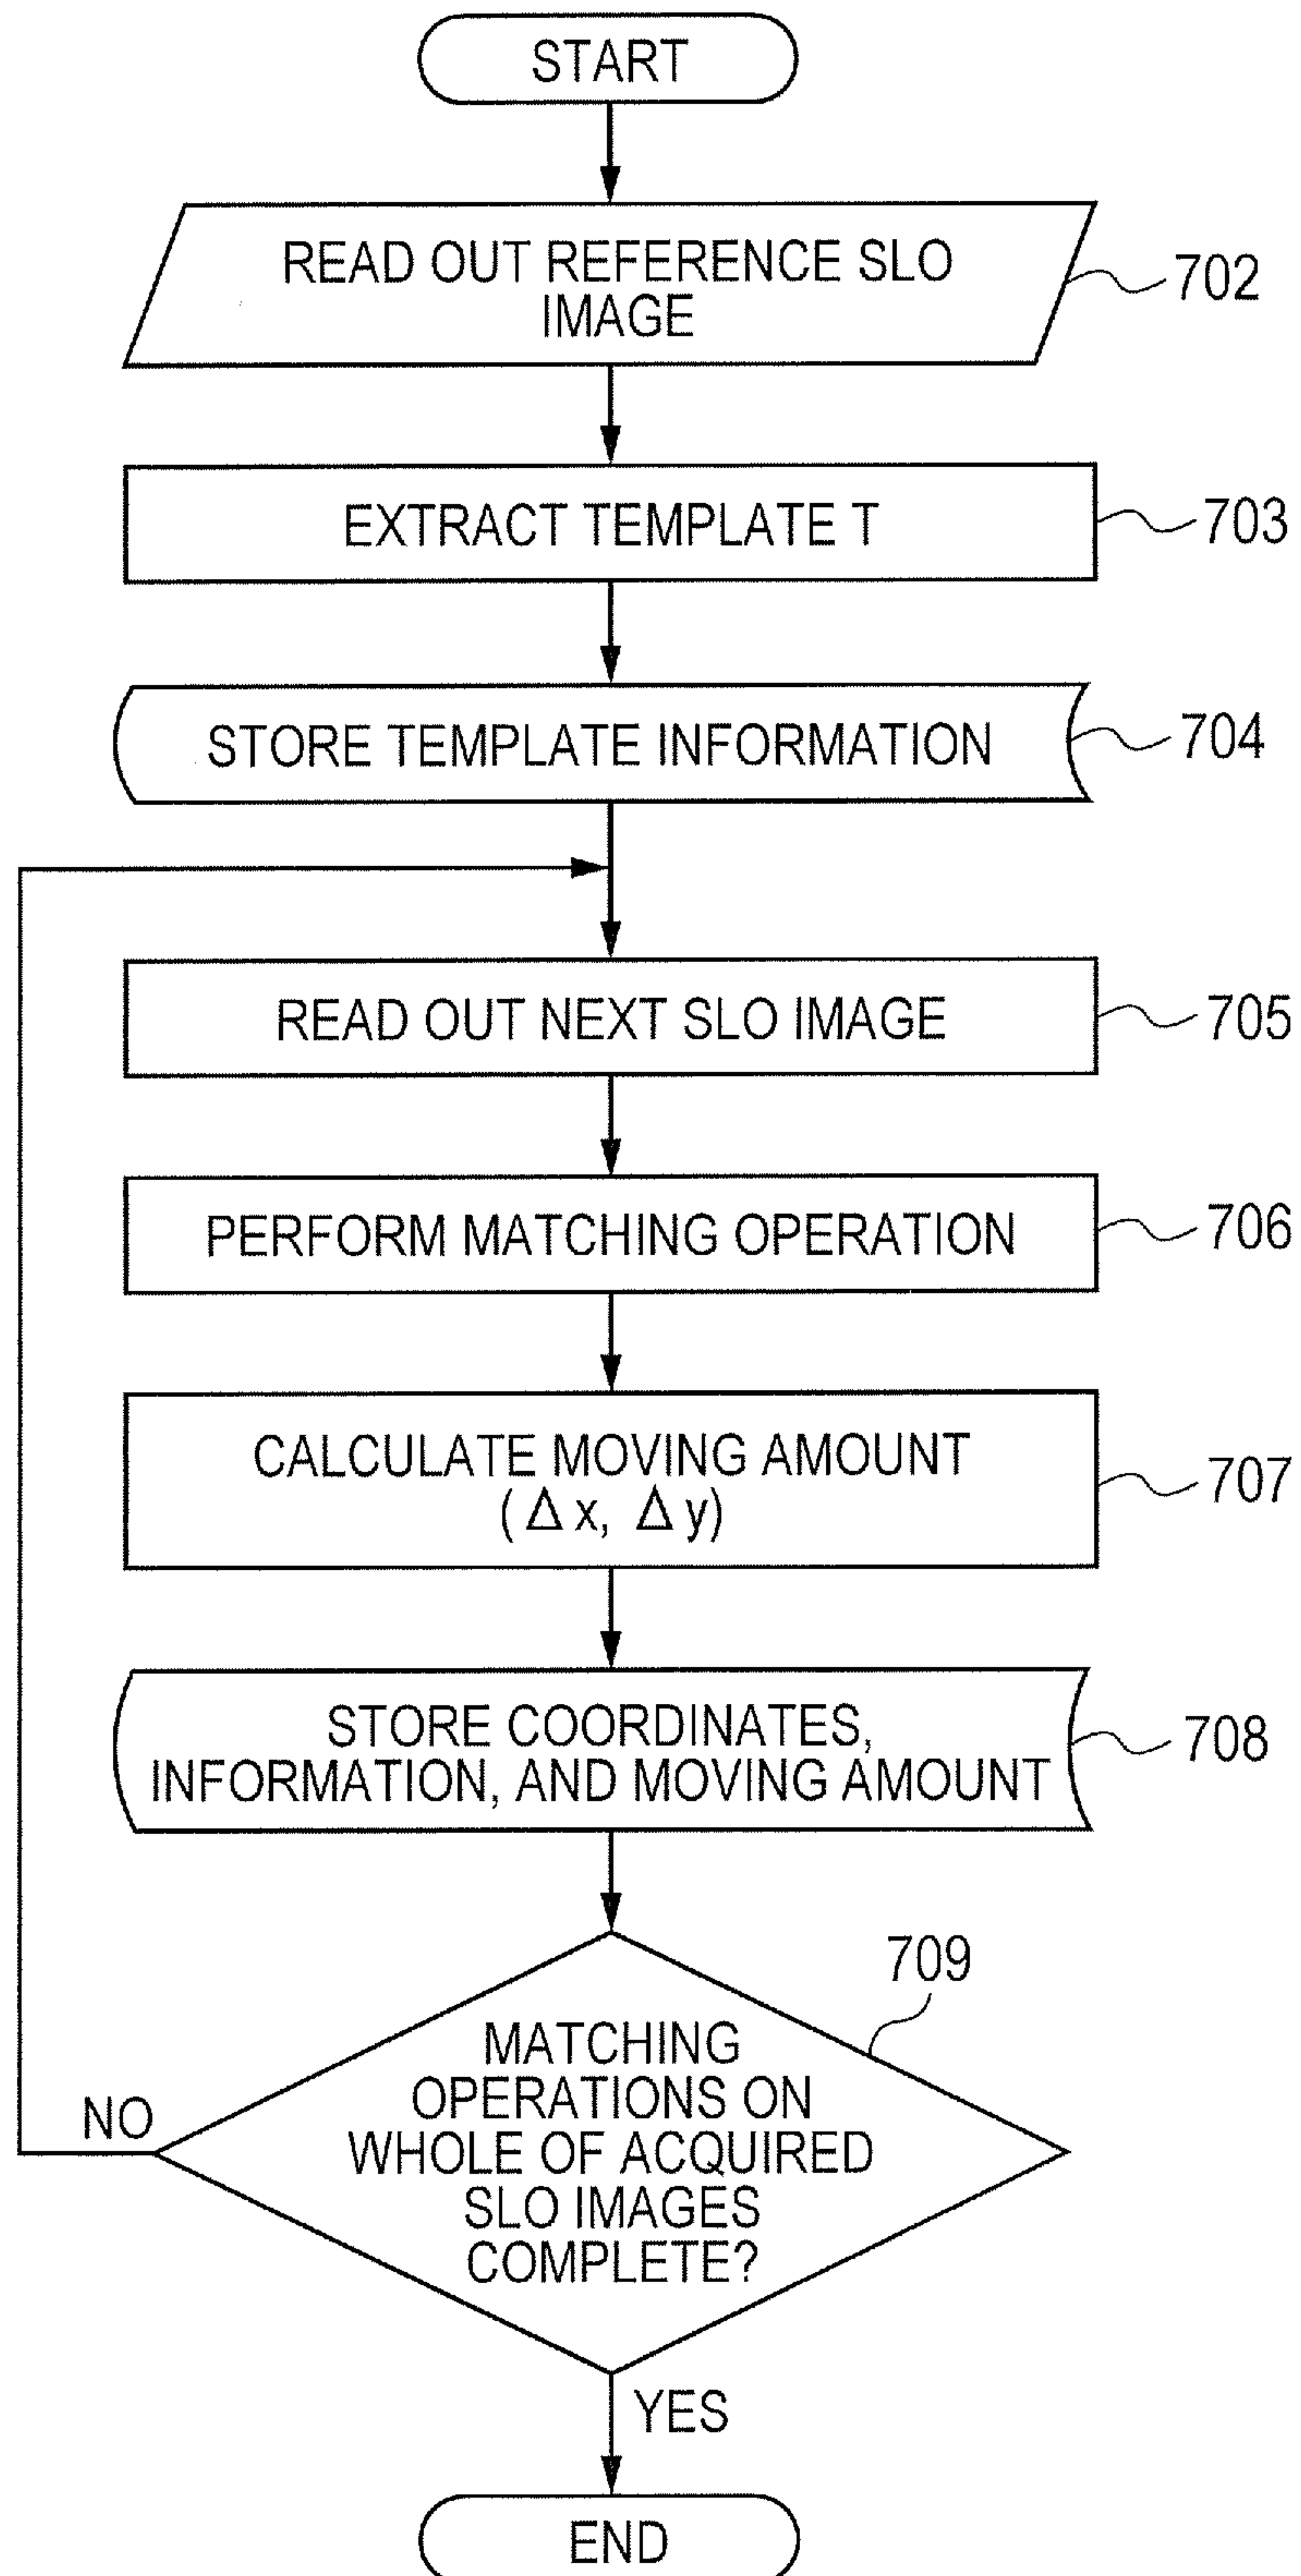 START
READ OUT REFERENCE SLO
IMAGE
702
EXTRACT TEMPLATE T
703
STORE TEMPLATE INFORMATION
704
READ OUT NEXT SLO IMAGE
705
PERFORM MATCHING OPERATION
706
CALCULATE MOVING AMOUNT
(Δx, Δy)
707
STORE COORDINATES,
INFORMATION, AND MOVING AMOUNT
708
709
MATCHING
OPERATIONS ON
WHOLE OF ACQUIRED
SLO IMAGES
COMPLETE?
NO
YES
END